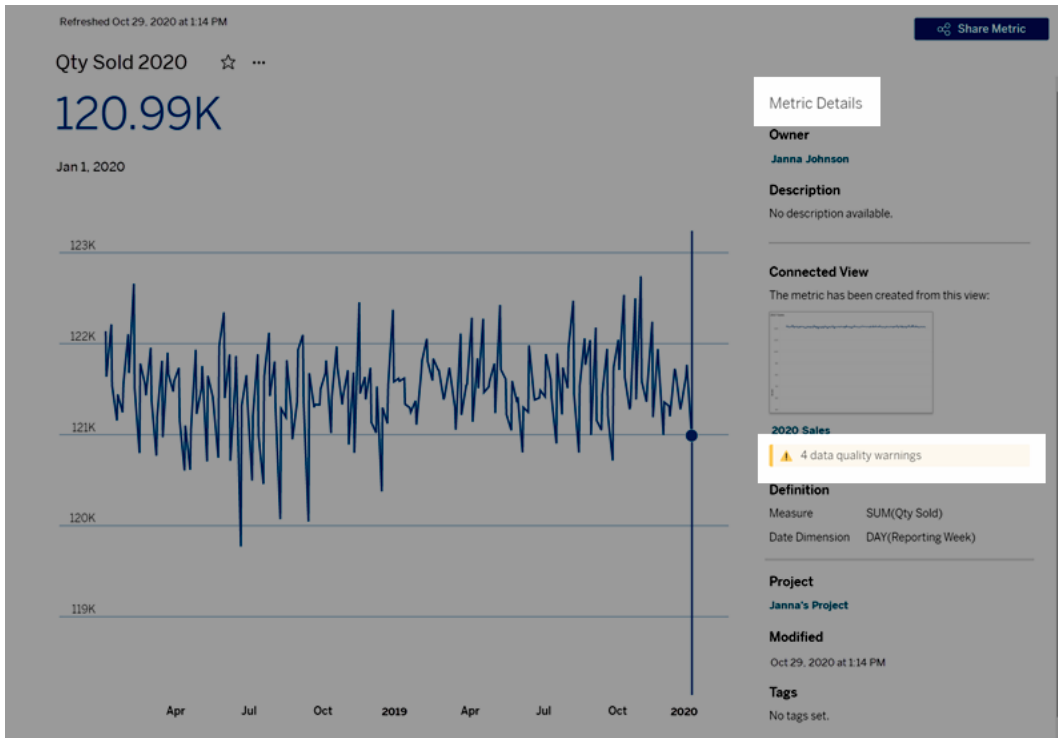 Refreshed Oct 29, 2020 at 1:14 PM
Share Metric
Qty Sold 2020
120.99K
Jan 1, 2020
123K
122K
121K
120K
119K
Apr Jul Oct 2019 Apr Jul Oct 2020
Metric Details
Owner
Janna Johnson
Description
No description available.
Connected View
The metric has been created from this view:
2020 Sales
4 data quality warnings
Definition
Measure SUM(Qty Sold)
Date Dimension DAY(Reporting Week)
Project
Janna's Project
Modified
Oct 29, 2020 at 1:14 PM
Tags
No tags set.